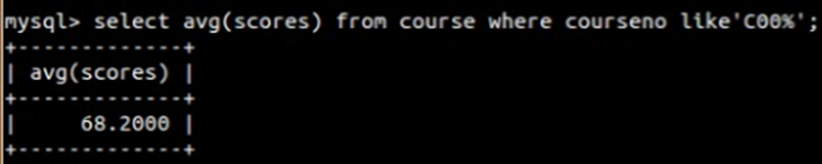 mysql> select avg(scores) from course where courseno like'C00%';
+-------------+
| avg(scores) |
+-------------+
|     68.2000 |
+-------------+